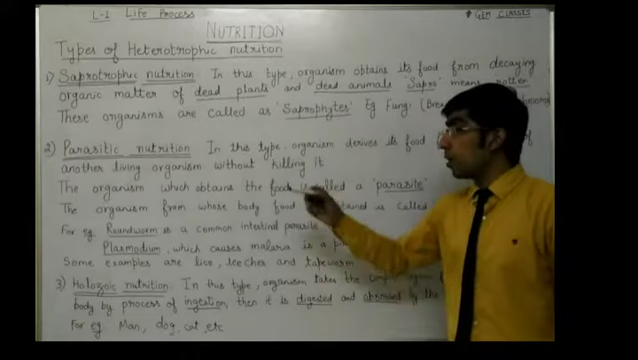 L-1 Life Process
GEM CLASSES
NUTRITION
Types of Heterotrophic nutrition
1) Saprotrophic nutrition In this type, organism obtains its food from decaying
organic matter of dead plants and dead animals 'Sapro' means rotten
These organisms are called as 'Saprophytes' Eg Fungi (Bre
2) Parasitic nutrition In this type, organism derives its food of
another living organism without killing it
The organism which obtains the food called a 'parasite'
The organism from whose body food obtained is called
For eg. Roundworm is a common intestinal parasite
Plasmodium, which causes malaria is a
Some examples are lice, leeches and tapeworm
3) Holozoic nutrition In this type, organism takes the
body by process of ingestion, then it is digested and absorbed by the
For eg Man, dog, cat, etc